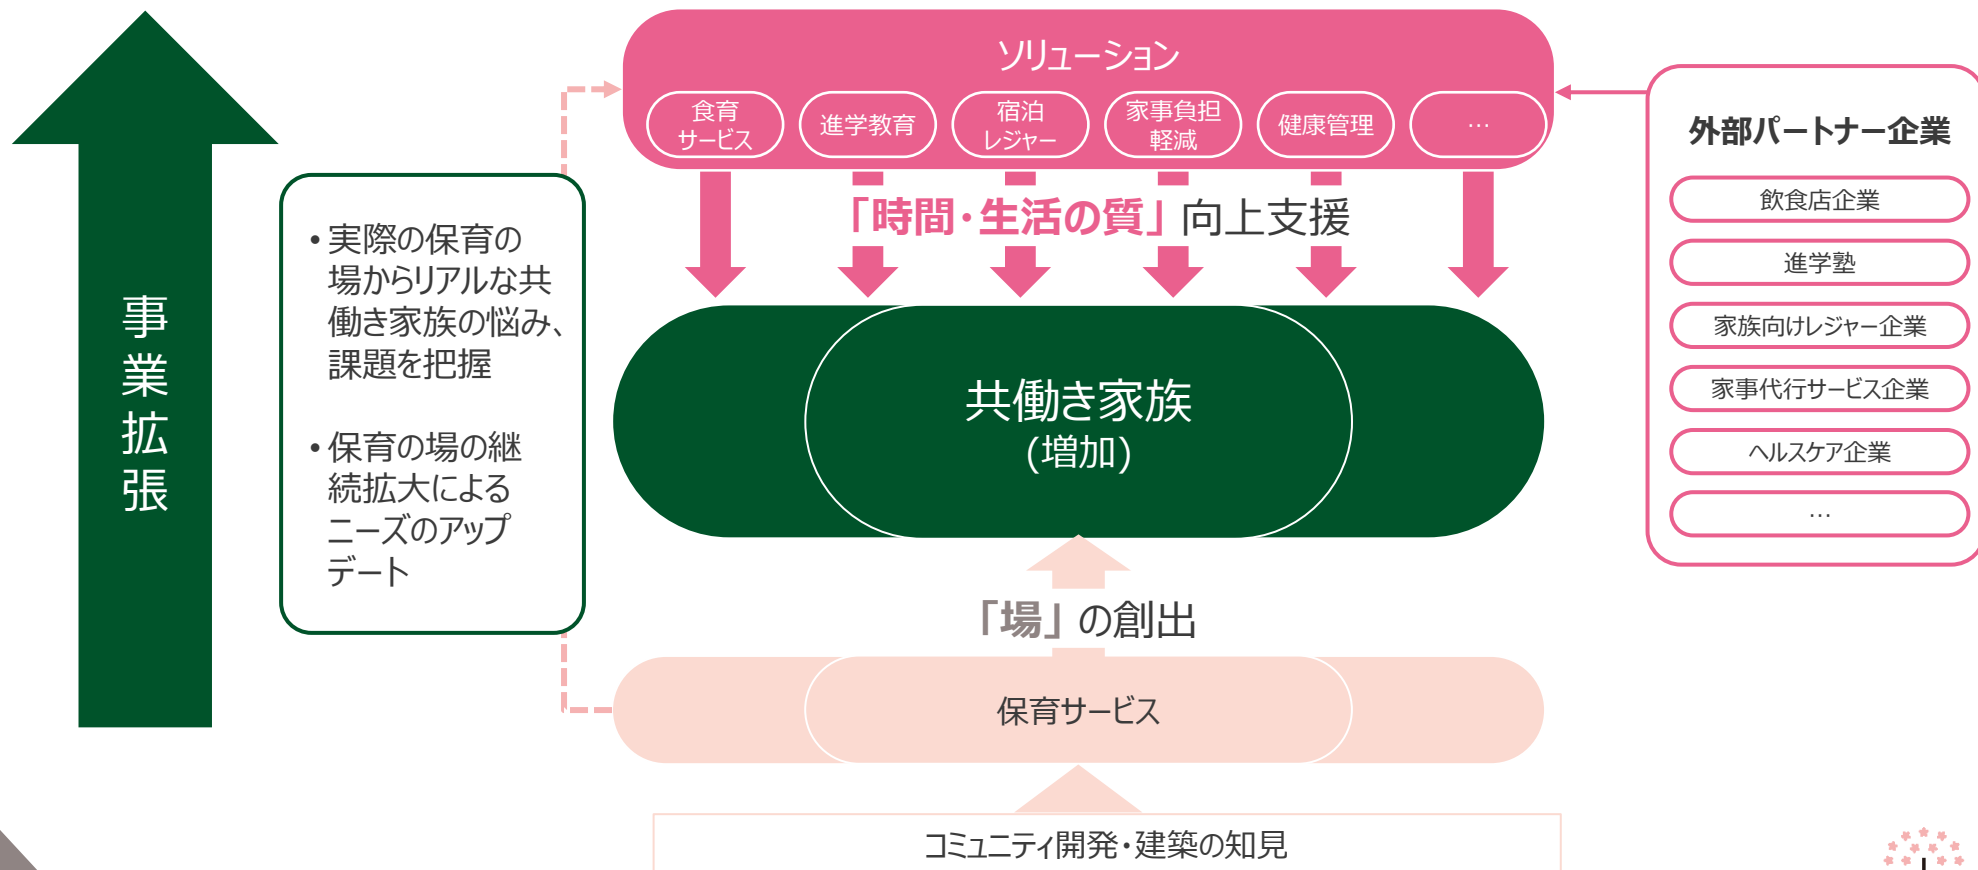 事
業
拡
張
ソリューション
食育
サービス
進学教育
宿泊
レジャー
家事負担
軽減
健康管理
…
「時間・生活の質」向上支援
・実際の保育の
場からリアルな共
働き家族の悩み、
課題を把握
・保育の場の継
続拡大による
ニーズのアップ
デート
共働き家族
(増加)
「場」の創出
保育サービス
コミュニティ開発・建築の知見
外部パートナー企業
飲食店企業
進学塾
家族向けレジャー企業
家事代行サービス企業
ヘルスケア企業
…